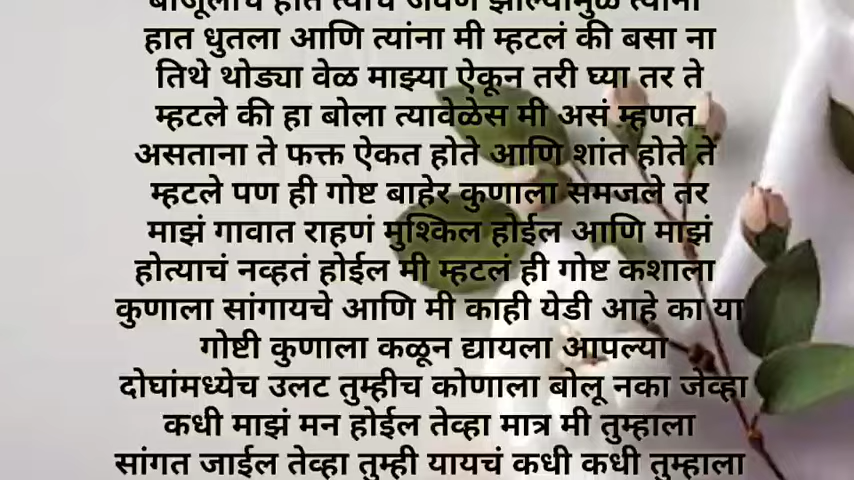 बाजूलाच होते त्यांचं जेवण झाल्यामुळे त्यांना
हात धुतला आणि त्यांना मी म्हटलं की बसा ना
तिथे थोड्या वेळ माझ्या ऐकून तरी घ्या तर ते
म्हटले की हा बोला त्यावेळेस मी असं म्हणत
असताना ते फक्त ऐकत होते आणि शांत होते ते
म्हटले पण ही गोष्ट बाहेर कुणाला समजले तर
माझं गावात राहणं मुश्किल होईल आणि माझं
होत्याचं नव्हतं होईल मी म्हटलं ही गोष्ट कशाला
कुणाला सांगायचे आणि मी काही येडी आहे का या
गोष्टी कुणाला कळून द्यायला आपल्या
दोघांमध्येच उलट तुम्हीच कोणाला बोलू नका जेव्हा
कधी माझं मन होईल तेव्हा मात्र मी तुम्हाला
सांगत जाईल तेव्हा तुम्ही यायचं कधी कधी तुम्हाला